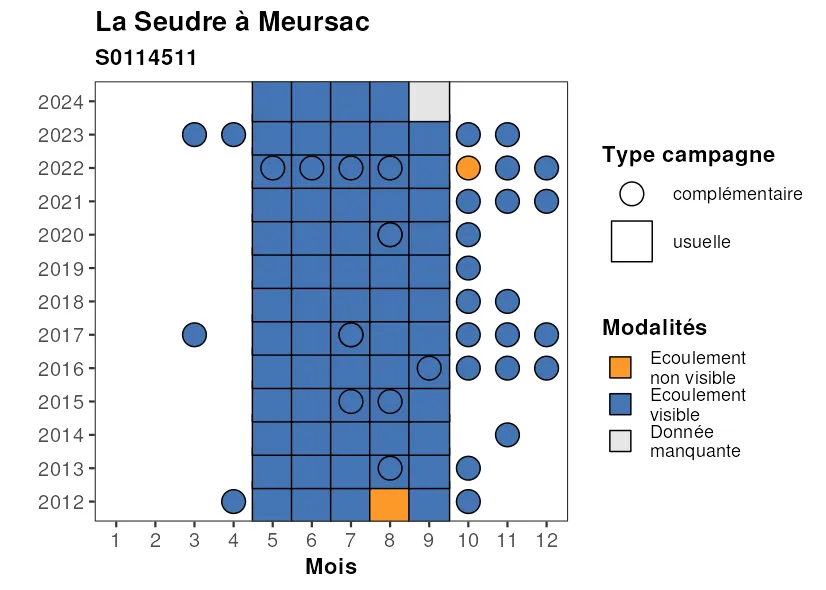 La Seudre à Meursac
S0114511
2024
2023
2022
2021
2020
2019
2018
2017
2016
2015
2014
2013
2012
1 2 3 4 5 6 7 8 9 10 11 12
Mois
Type campagne
complémentaire
usuelle
Modalités
Ecoulement
non visible
Ecoulement
visible
Donnée
manquante